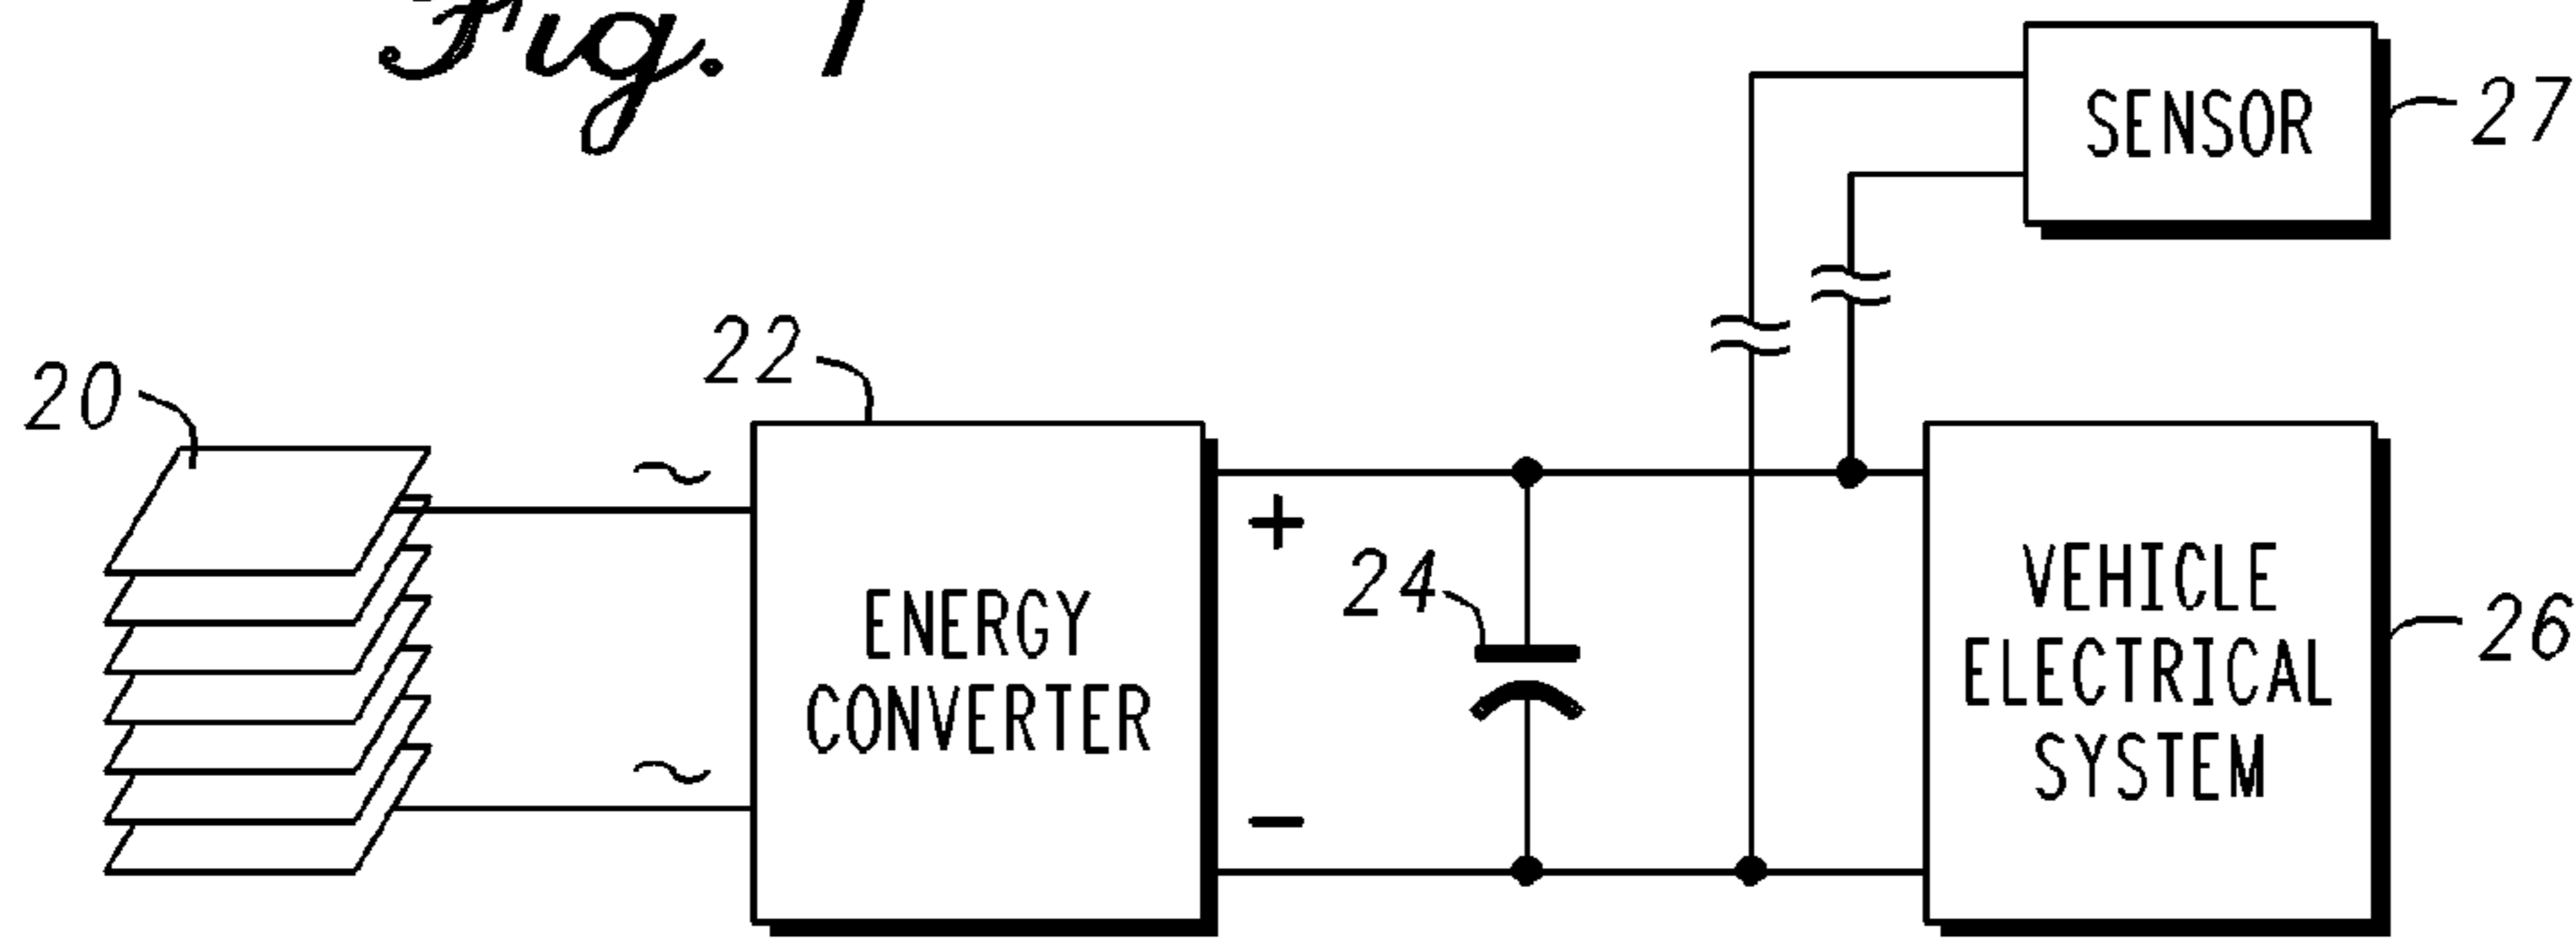 Fig. 1
SENSOR
27
20
22
~
~
ENERGY
CONVERTER
+
−
24
VEHICLE
ELECTRICAL
SYSTEM
26